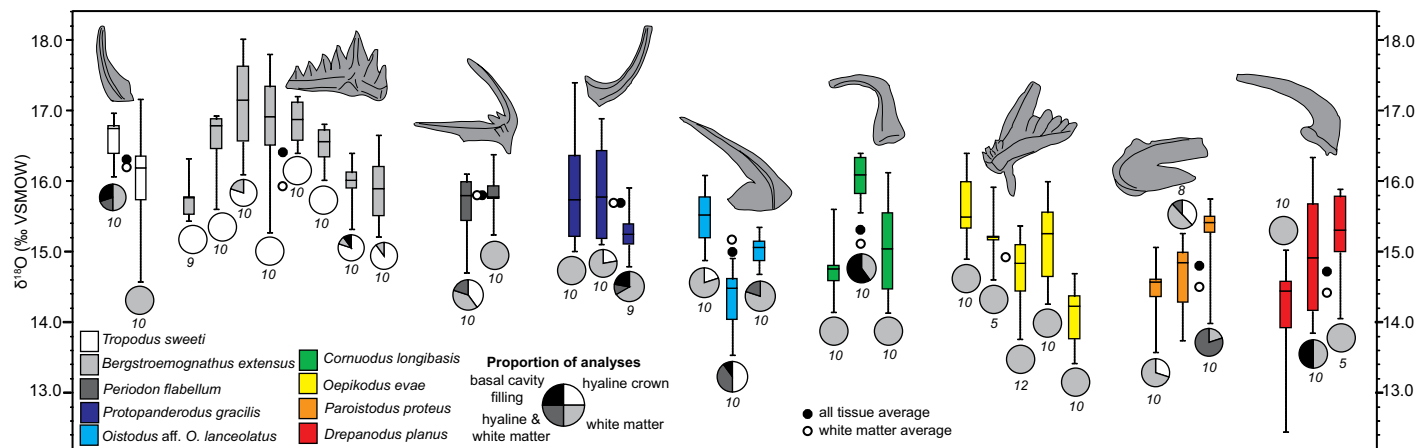 δ¹⁸O (‰ VSMOW)
18.0
17.0
16.0
15.0
14.0
13.0
18.0
17.0
16.0
15.0
14.0
13.0
10
10
9
10
10
10
10
10
10
10
10
10
10
10
9
10
10
10
10
10
10
10
5
12
10
10
10
8
10
10
10
5
Tropodus sweeti
Bergstroemognathus extensus
Periodon flabellum
Protopanderodus gracilis
Oistodus aff. O. lanceolatus
Cornuodus longibasis
Oepikodus evae
Paroistodus proteus
Drepanodus planus
Proportion of analyses
basal cavity
filling
hyaline crown
hyaline &
white matter
white matter
all tissue average
white matter average